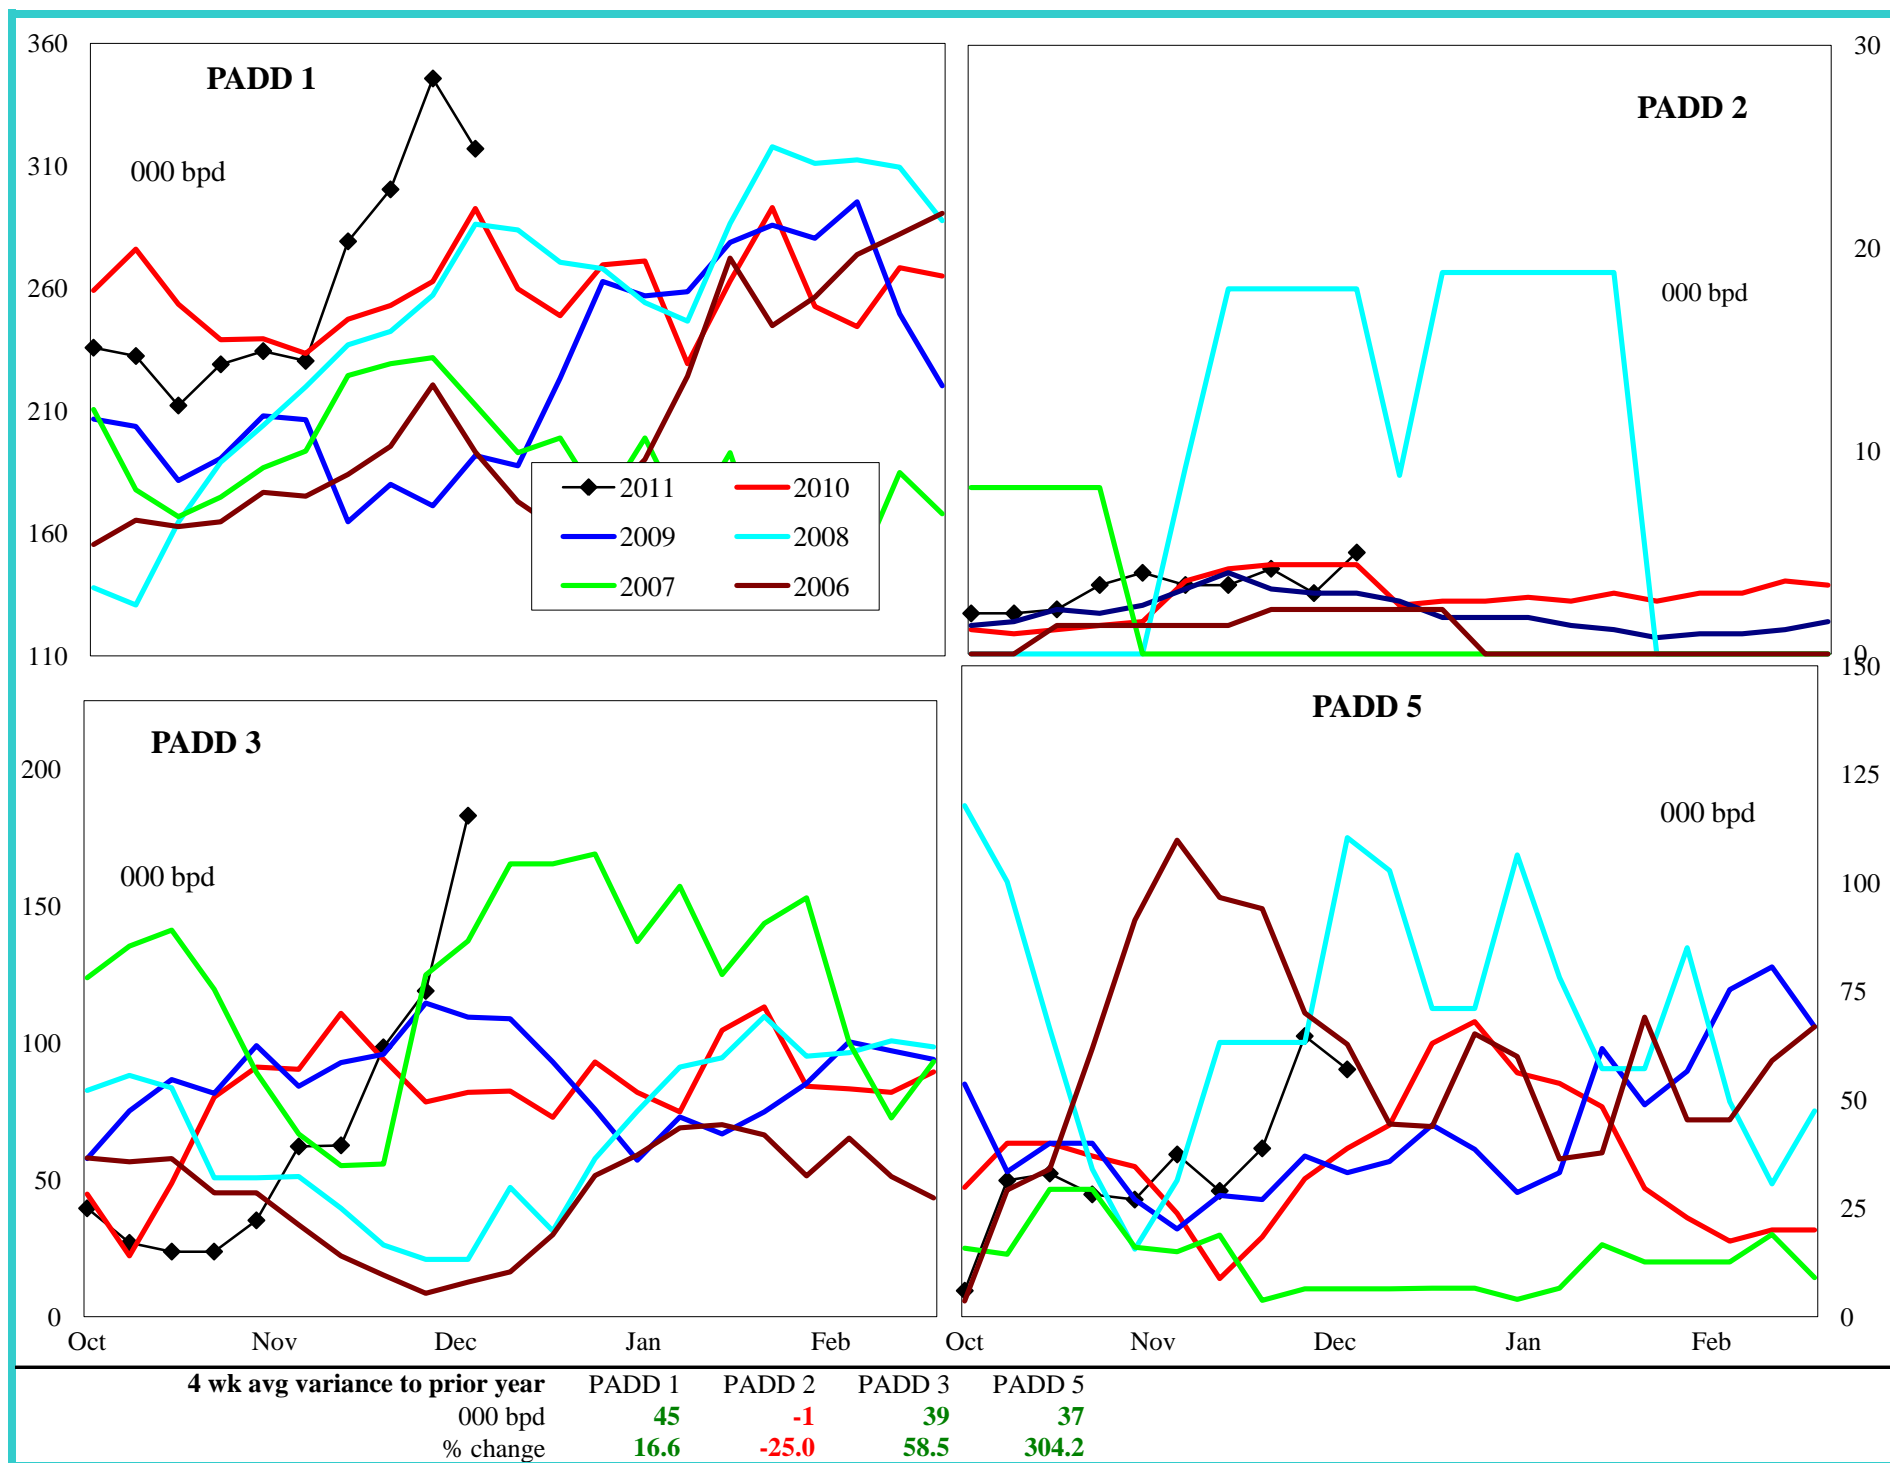 360
310
260
210
160
110
PADD 1
000 bpd
2011 2010
2009 2008
2007 2006
PADD 2
000 bpd
30
20
10
0
PADD 3
000 bpd
200
150
100
50
0
Oct Nov Dec Jan Feb
PADD 5
000 bpd
150
125
100
75
50
25
0
Oct Nov Dec Jan Feb
4 wk avg variance to prior year PADD 1 PADD 2 PADD 3 PADD 5
000 bpd 45 -1 39 37
% change 16.6 -25.0 58.5 304.2